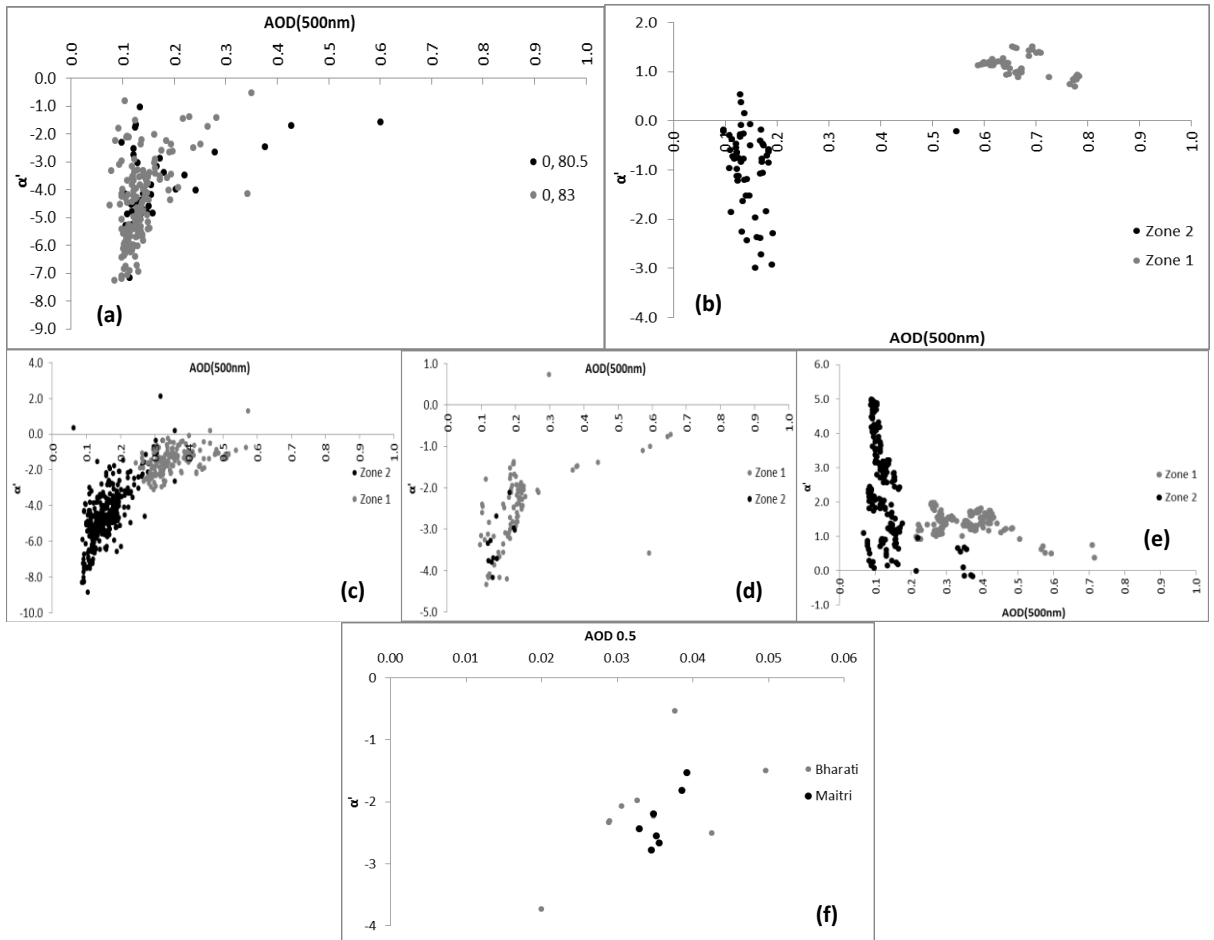 AOD(500nm)
0.0 0.1 0.2 0.3 0.4 0.5 0.6 0.7 0.8 0.9 1.0
0.0
-1.0
-2.0
-3.0
-4.0
-5.0
-6.0
-7.0
-8.0
-9.0
α'
0, 80.5
0, 83
(a)
2.0
1.0
0.0
-1.0
-2.0
-3.0
-4.0
α'
0.0 0.1 0.2 0.3 0.4 0.5 0.6 0.7 0.8 0.9 1.0
Zone 2
Zone 1
(b)
AOD(500nm)
AOD(500nm)
4.0
2.0
0.0
-2.0
-4.0
-6.0
-8.0
-10.0
α'
0.0 0.1 0.2 0.3 0.4 0.5 0.6 0.7 0.8 0.9 1.0
Zone 2
Zone 1
(c)
AOD(500nm)
1.0
0.0
-1.0
-2.0
-3.0
-4.0
-5.0
α'
0.0 0.1 0.2 0.3 0.4 0.5 0.6 0.7 0.8 0.9 1.0
Zone 1
Zone 2
(d)
6.0
5.0
4.0
3.0
2.0
1.0
0.0
-1.0
α'
0.0 0.1 0.2 0.3 0.4 0.5 0.6 0.7 0.8 0.9 1.0
Zone 1
Zone 2
(e)
AOD(500nm)
AOD 0.5
0.00 0.01 0.02 0.03 0.04 0.05 0.06
0
-1
-2
-3
-4
α'
Bharati
Maitri
(f)